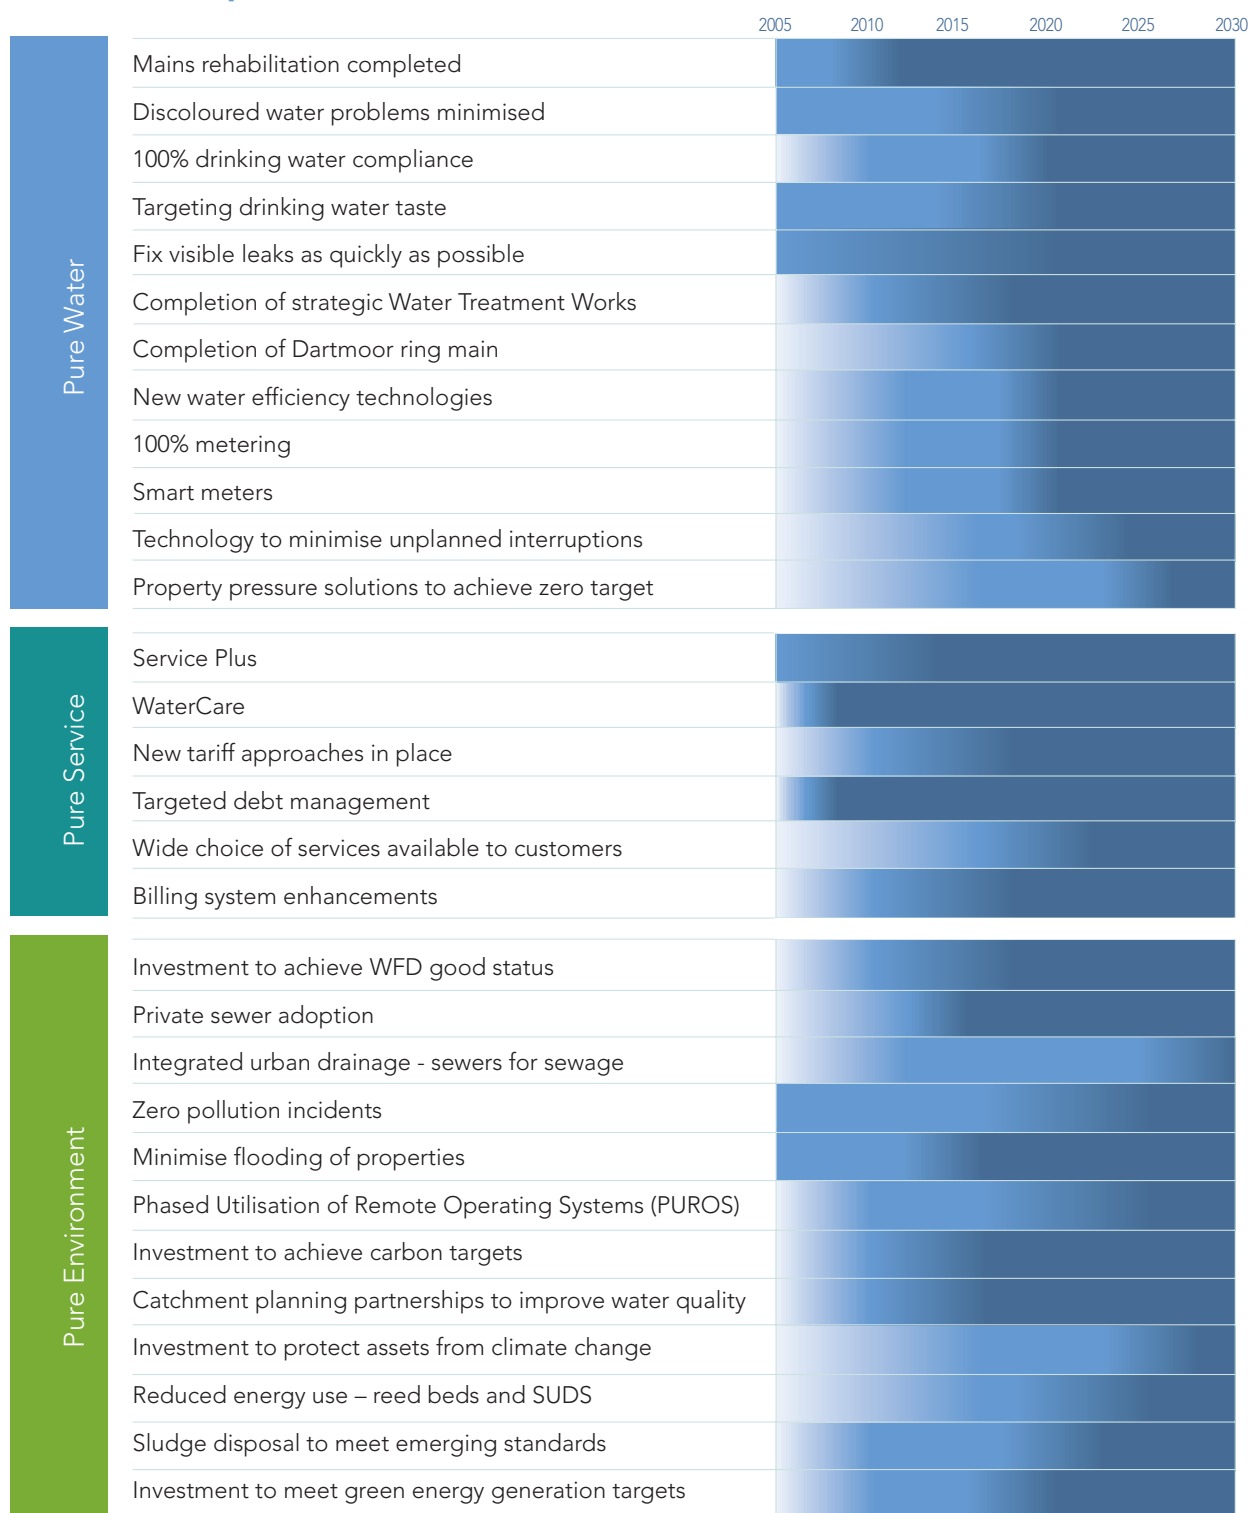 2005 2010 2015 2020 2025 2030
Pure Water
Mains rehabilitation completed
Discoloured water problems minimised
100% drinking water compliance
Targeting drinking water taste
Fix visible leaks as quickly as possible
Completion of strategic Water Treatment Works
Completion of Dartmoor ring main
New water efficiency technologies
100% metering
Smart meters
Technology to minimise unplanned interruptions
Property pressure solutions to achieve zero target
Pure Service
Service Plus
WaterCare
New tariff approaches in place
Targeted debt management
Wide choice of services available to customers
Billing system enhancements
Pure Environment
Investment to achieve WFD good status
Private sewer adoption
Integrated urban drainage - sewers for sewage
Zero pollution incidents
Minimise flooding of properties
Phased Utilisation of Remote Operating Systems (PUROS)
Investment to achieve carbon targets
Catchment planning partnerships to improve water quality
Investment to protect assets from climate change
Reduced energy use – reed beds and SUDS
Sludge disposal to meet emerging standards
Investment to meet green energy generation targets